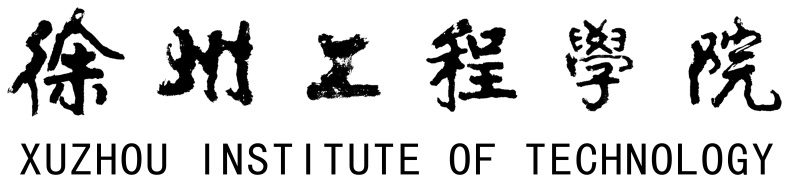 徐州工程學院
XUZHOU INSTITUTE OF TECHNOLOGY